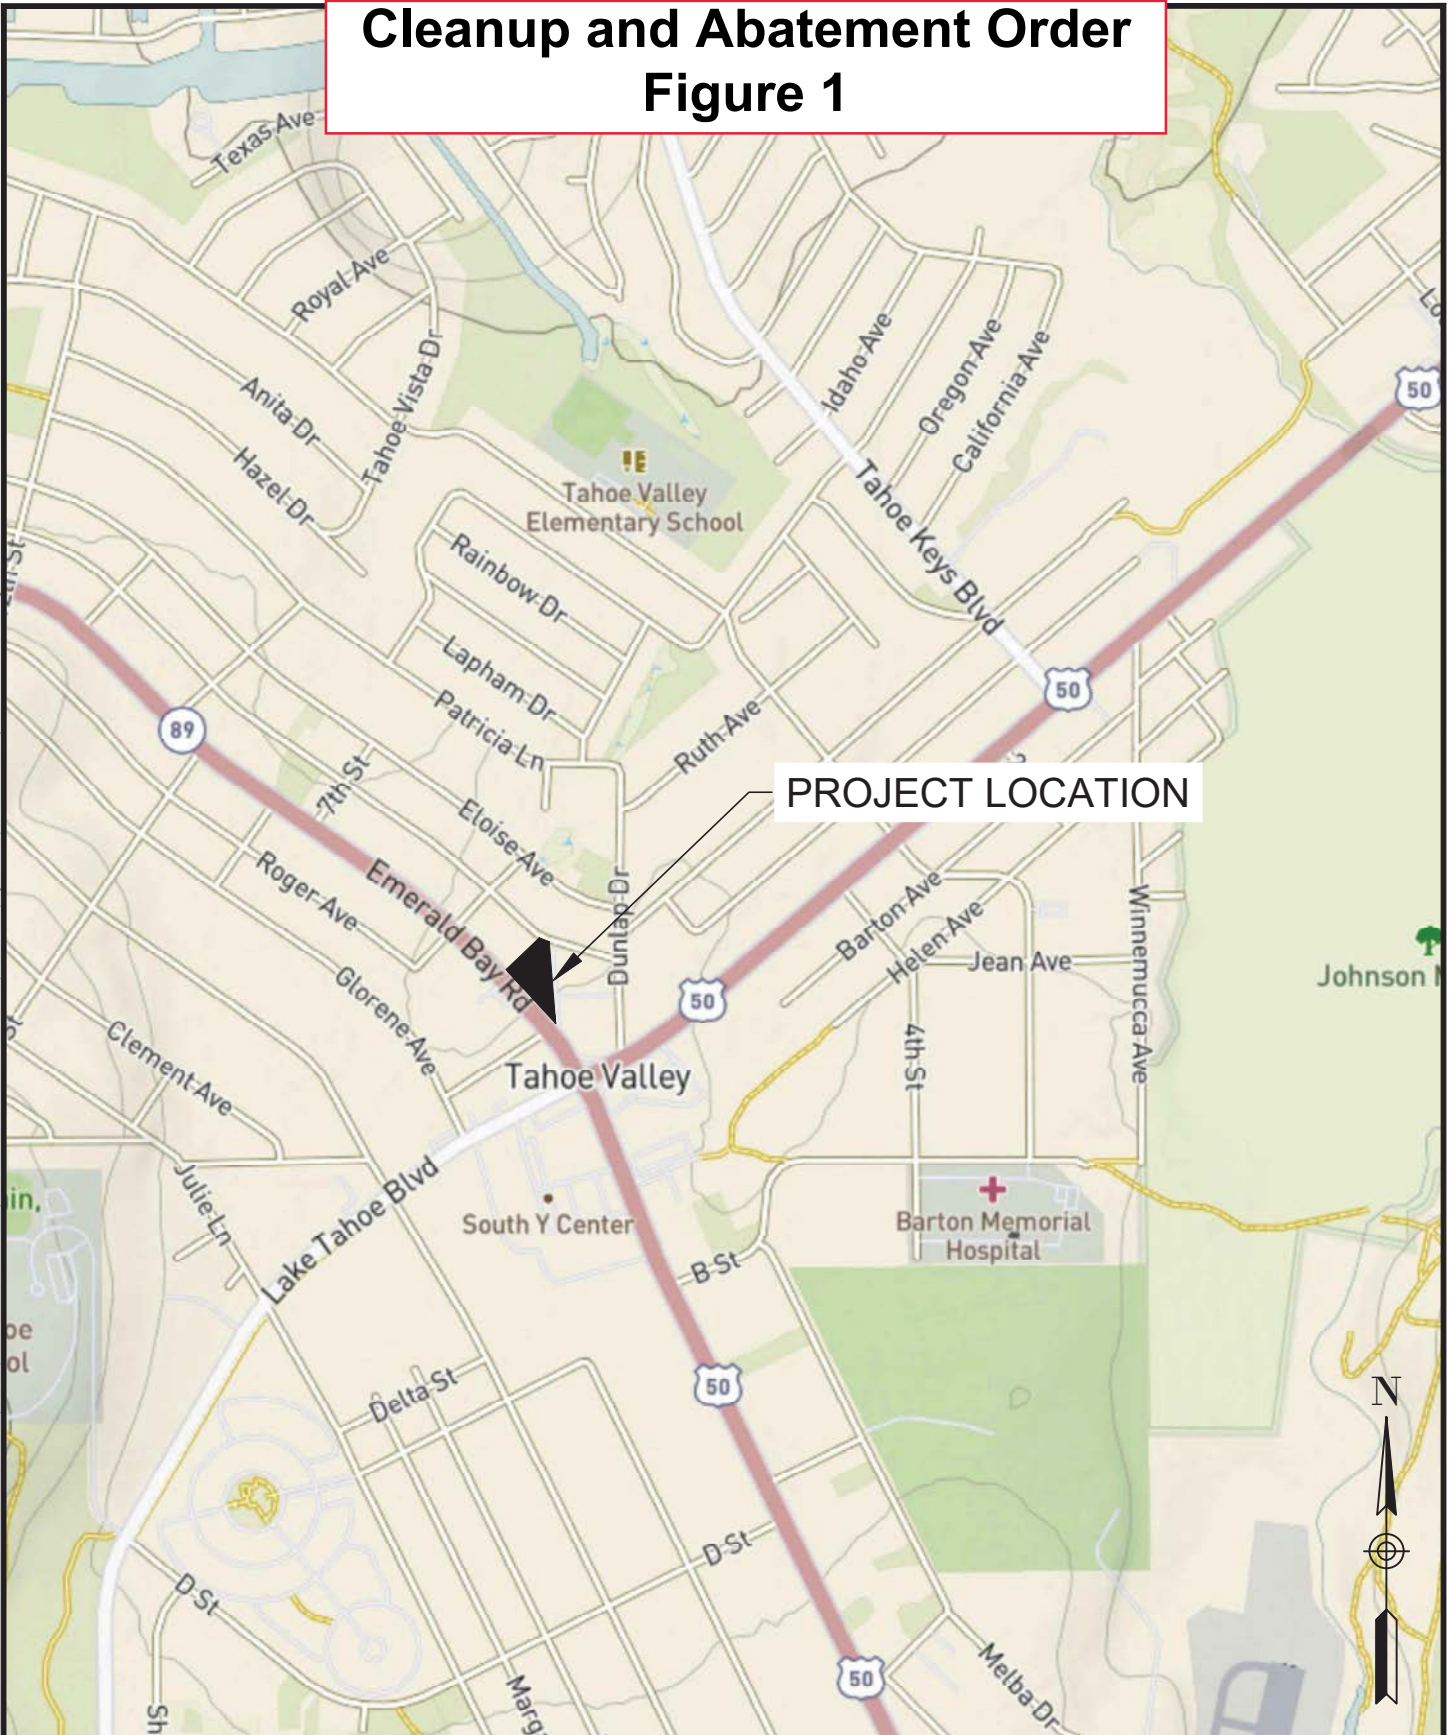 Cleanup and Abatement Order
Figure 1
Texas Ave
Royal Ave
Tahoe Vista Dr
Anita Dr
Hazel Dr
Idaho Ave
Oregon Ave
California Ave
50
Tahoe Valley
Elementary School
Tahoe Keys Blvd
Rainbow Dr
Lapham Dr
Patricia Ln
Ruth Ave
50
89
7th St
Eloise Ave
PROJECT LOCATION
Roger Ave
Emerald Bay Rd
Dunlap Dr
Barton Ave
Helen Ave
Jean Ave
Winnemucca Ave
Johnson
Glorene Ave
50
4th St
Clement Ave
Tahoe Valley
Julie Ln
Lake Tahoe Blvd
South Y Center
Barton Memorial
Hospital
B St
Delta St
50
N
D St
D St
50
Melba Dr